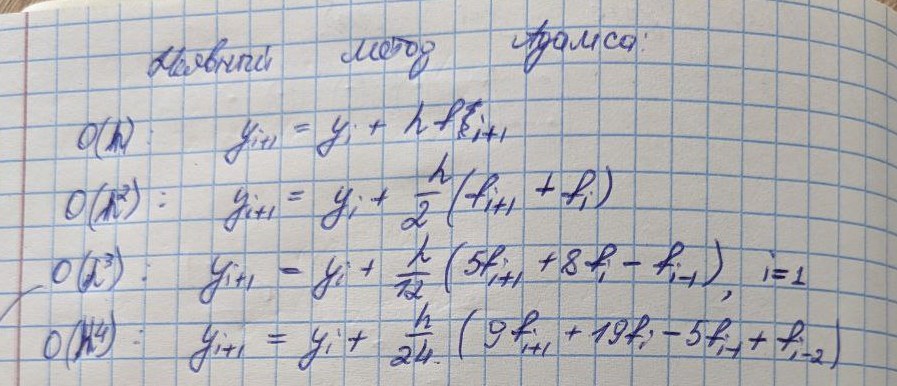 Неявный метод Адамса:
O(h): y_{i+1} = y_i + h f_{i+1}
O(h²): y_{i+1} = y_i + h/2 (f_{i+1} + f_i)
O(h³): y_{i+1} = y_i + h/12 (5f_{i+1} + 8f_i - f_{i-1}), i=1
O(h⁴): y_{i+1} = y_i + h/24 (9f_{i+1} + 19f_i - 5f_{i-1} + f_{i-2})